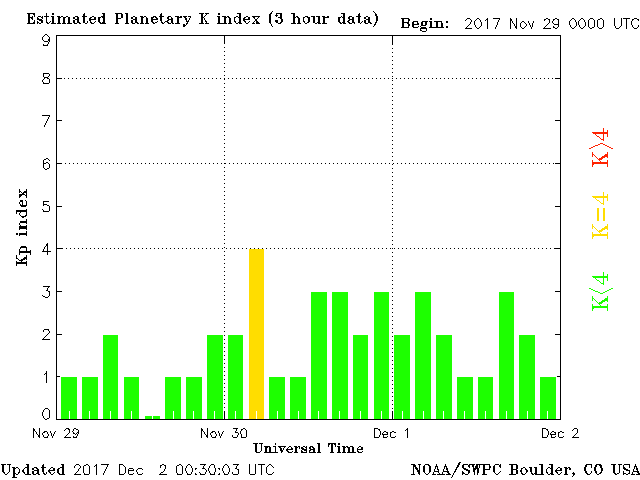 Estimated Planetary K index (3 hour data) Begin: 2017 Nov 29 0000 UTC
9
8
7
6
5
4
3
2
1
0
Kp index
K>4
K=4
K<4
Nov 29 Nov 30 Dec 1 Dec 2
Universal Time
Updated 2017 Dec 2 00:30:03 UTC NOAA/SWPC Boulder, CO USA